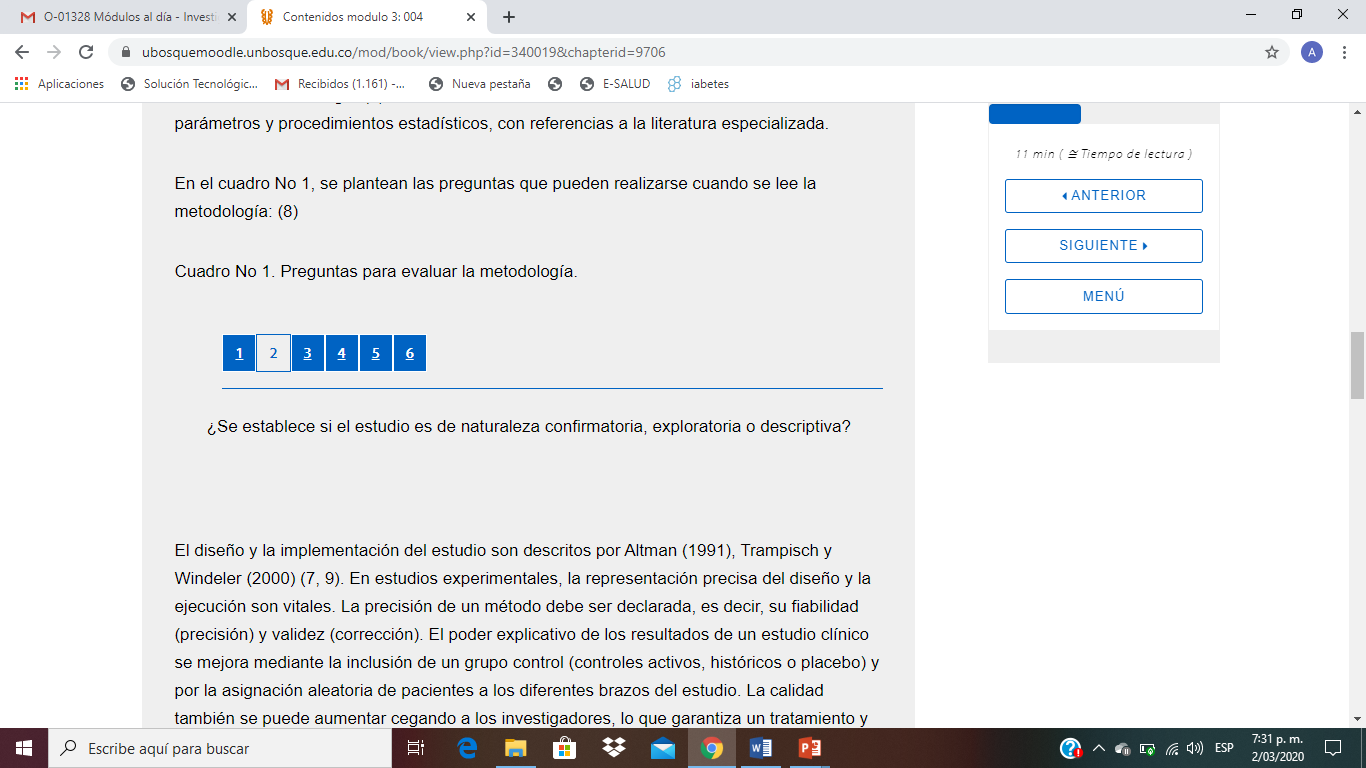 O-01328 Módulos al día - Investi
Contenidos modulo 3: 004
ubosquemoodle.unbosque.edu.co/mod/book/view.php?id=340019&chapterid=9706
A
Aplicaciones
Solución Tecnológic...
Recibidos (1.161) -...
Nueva pestaña
E-SALUD
iabetes
parámetros y procedimientos estadísticos, con referencias a la literatura especializada.
En el cuadro No 1, se plantean las preguntas que pueden realizarse cuando se lee la
metodología: (8)
Cuadro No 1. Preguntas para evaluar la metodología.
1 2 3 4 5 6
¿Se establece si el estudio es de naturaleza confirmatoria, exploratoria o descriptiva?
El diseño y la implementación del estudio son descritos por Altman (1991), Trampisch y
Windeler (2000) (7, 9). En estudios experimentales, la representación precisa del diseño y la
ejecución son vitales. La precisión de un método debe ser declarada, es decir, su fiabilidad
(precisión) y validez (corrección). El poder explicativo de los resultados de un estudio clínico
se mejora mediante la inclusión de un grupo control (controles activos, históricos o placebo) y
por la asignación aleatoria de pacientes a los diferentes brazos del estudio. La calidad
también se puede aumentar cegando a los investigadores, lo que garantiza un tratamiento y
11 min ( ≅ Tiempo de lectura )
ANTERIOR
SIGUIENTE
MENÚ
Escribe aquí para buscar
ESP
7:31 p. m.
2/03/2020